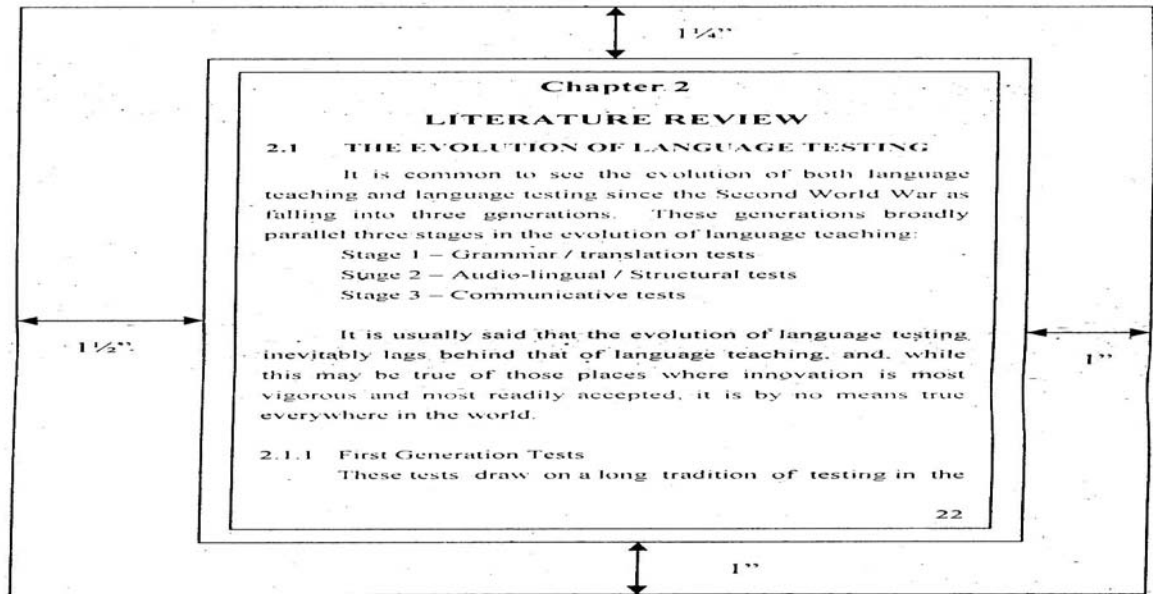 1¼”
Chapter 2
LITERATURE REVIEW
2.1 THE EVOLUTION OF LANGUAGE TESTING
It is common to see the evolution of both language
teaching and language testing since the Second World War as
falling into three generations. These generations broadly
parallel three stages in the evolution of language teaching:
Stage 1 – Grammar / translation tests
Stage 2 – Audio-lingual / Structural tests
Stage 3 – Communicative tests
It is usually said that the evolution of language testing
inevitably lags behind that of language teaching, and, while
this may be true of those places where innovation is most
vigorous and most readily accepted, it is by no means true
everywhere in the world.
1½”
1”
2.1.1 First Generation Tests
These tests draw on a long tradition of testing in the
22
1”